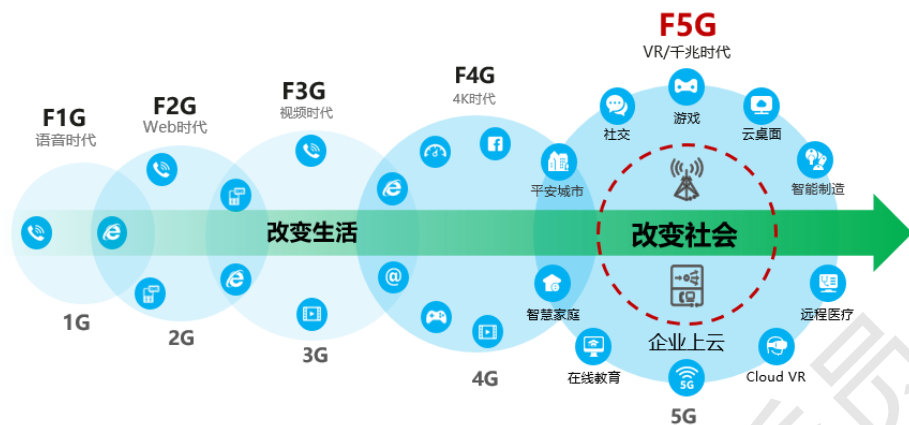 F1G
语音时代
F2G
Web时代
F3G
视频时代
F4G
4K时代
F5G
VR/千兆时代
社交
游戏
云桌面
平安城市
智能制造
改变生活
改变社会
智慧家庭
远程医疗
企业上云
在线教育
5G
Cloud VR
1G
2G
3G
4G
5G